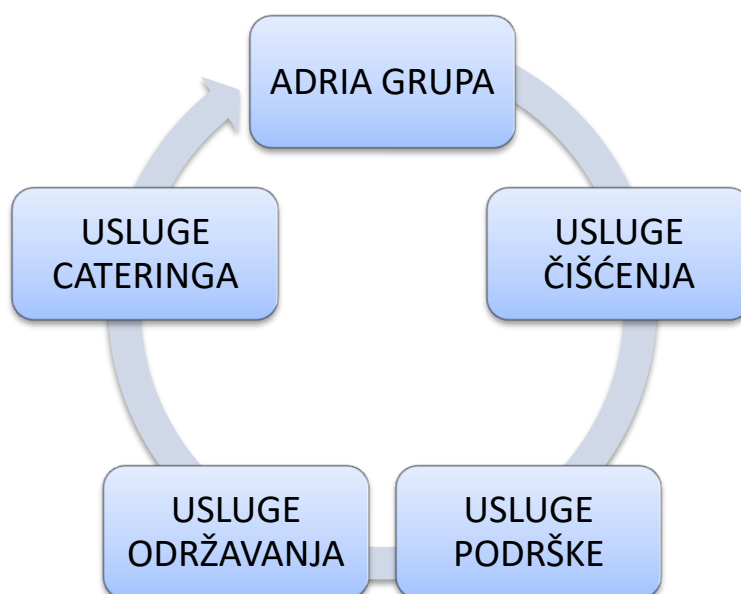 ADRIA GRUPA
USLUGE
ČIŠĆENJA
USLUGE
PODRŠKE
USLUGE
ODRŽAVANJA
USLUGE
CATERINGA